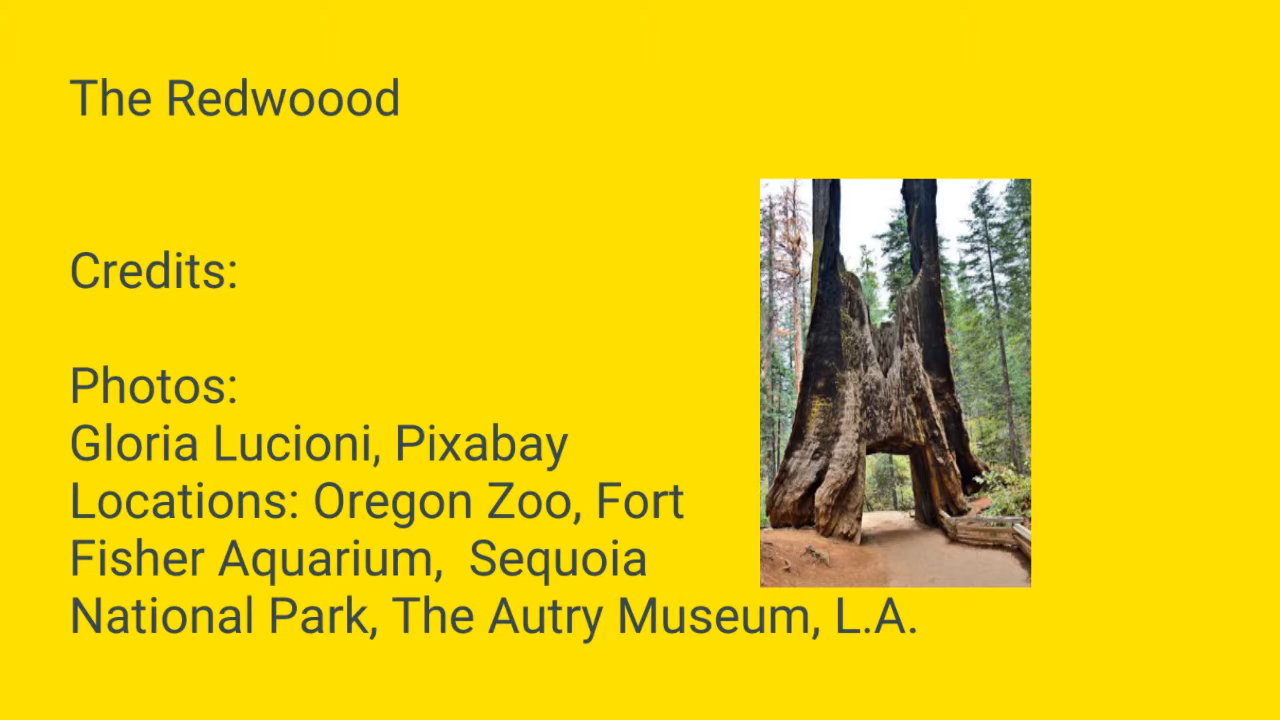 The Redwoood
Credits:
Photos:
Gloria Lucioni, Pixabay
Locations: Oregon Zoo, Fort
Fisher Aquarium,  Sequoia
National Park, The Autry Museum, L.A.